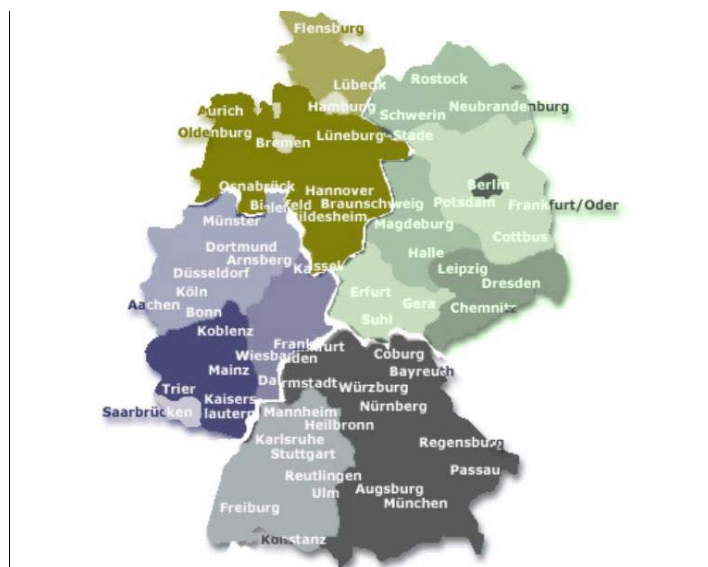 Flensburg
Lübeck
Rostock
Hamburg
Neubrandenburg
Schwerin
Aurich
Oldenburg
Lüneburg-Stade
Bremen
Osnabrück
Hannover
Berlin
Bielefeld
Braunschweig
Potsdam
Frankfurt/Oder
Hildesheim
Münster
Magdeburg
Cottbus
Dortmund
Halle
Arnsberg
Kassel
Leipzig
Düsseldorf
Dresden
Köln
Erfurt
Aachen
Gera
Chemnitz
Bonn
Suhl
Koblenz
Frankfurt
Wiesbaden
Coburg
Mainz
Bayreuth
Darmstadt
Würzburg
Trier
Kaisers
lautern
Nürnberg
Saarbrücken
Mannheim
Heilbronn
Karlsruhe
Regensburg
Stuttgart
Passau
Reutlingen
Augsburg
Ulm
München
Freiburg
Konstanz